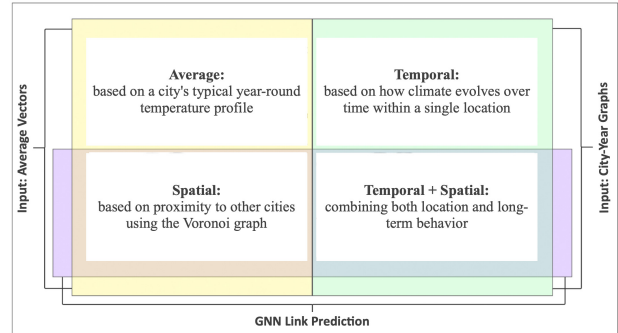 Input: Average Vectors
Average:
based on a city's typical year-round
temperature profile
Temporal:
based on how climate evolves over
time within a single location
Spatial:
based on proximity to other cities
using the Voronoi graph
Temporal + Spatial:
combining both location and long-
term behavior
Input: City-Year Graphs
GNN Link Prediction